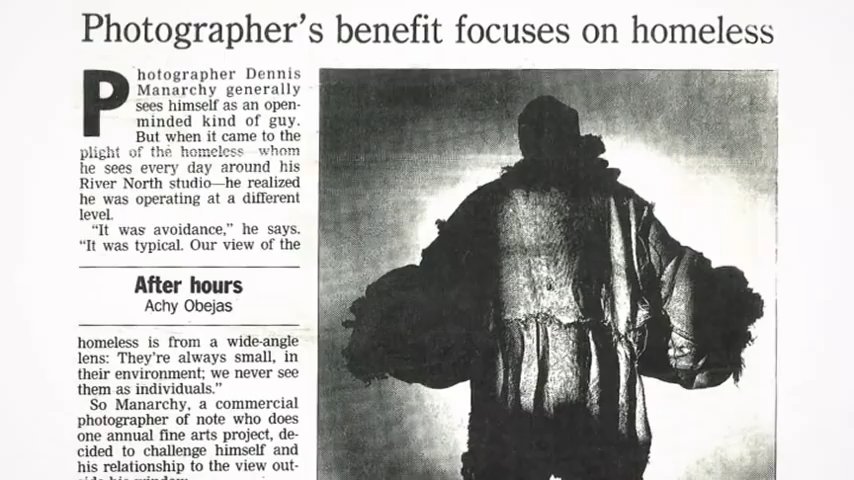 Photographer's benefit focuses on homeless
Photographer Dennis
Manarchy generally
sees himself as an open-
minded kind of guy.
But when it came to the
plight of the homeless whom
he sees every day around his
River North studio—he realized
he was operating at a different
level.
"It was avoidance," he says.
"It was typical. Our view of the
After hours
Achy Obejas
homeless is from a wide-angle
lens: They're always small, in
their environment; we never see
them as individuals."
So Manarchy, a commercial
photographer of note who does
one annual fine arts project, de-
cided to challenge himself and
his relationship to the view out-
side his window.